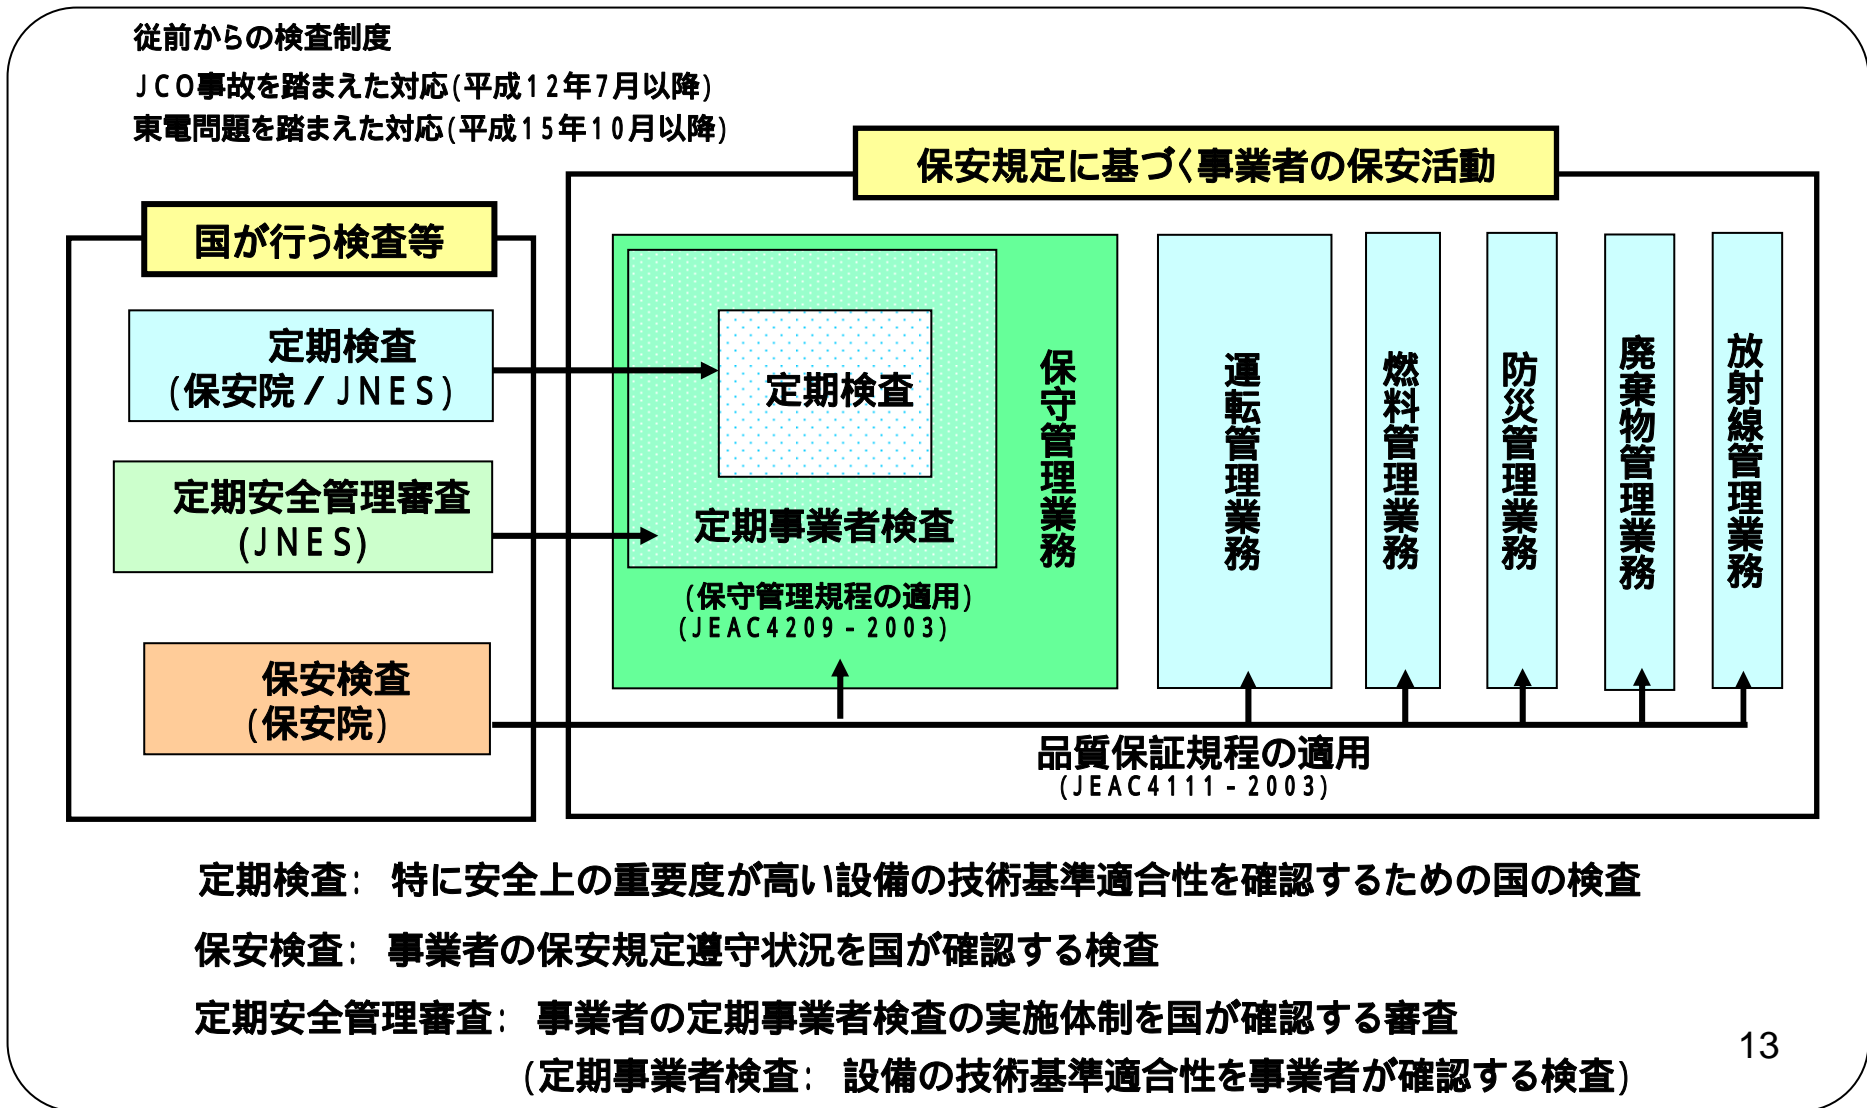 従前からの検査制度
JCO事故を踏まえた対応(平成12年7月以降)
東電問題を踏まえた対応(平成15年10月以降)
保安規定に基づく事業者の保安活動
国が行う検査等
定期検査
(保安院/JNES)
定期安全管理審査
(JNES)
保安検査
(保安院)
定期検査
定期事業者検査
(保守管理規程の適用)
(JEAC4209-2003)
保守管理業務
運転管理業務
燃料管理業務
防災管理業務
廃棄物管理業務
放射線管理業務
品質保証規程の適用
(JEAC4111-2003)
定期検査: 特に安全上の重要度が高い設備の技術基準適合性を確認するための国の検査
保安検査: 事業者の保安規定遵守状況を国が確認する検査
定期安全管理審査: 事業者の定期事業者検査の実施体制を国が確認する審査
(定期事業者検査: 設備の技術基準適合性を事業者が確認する検査)
13